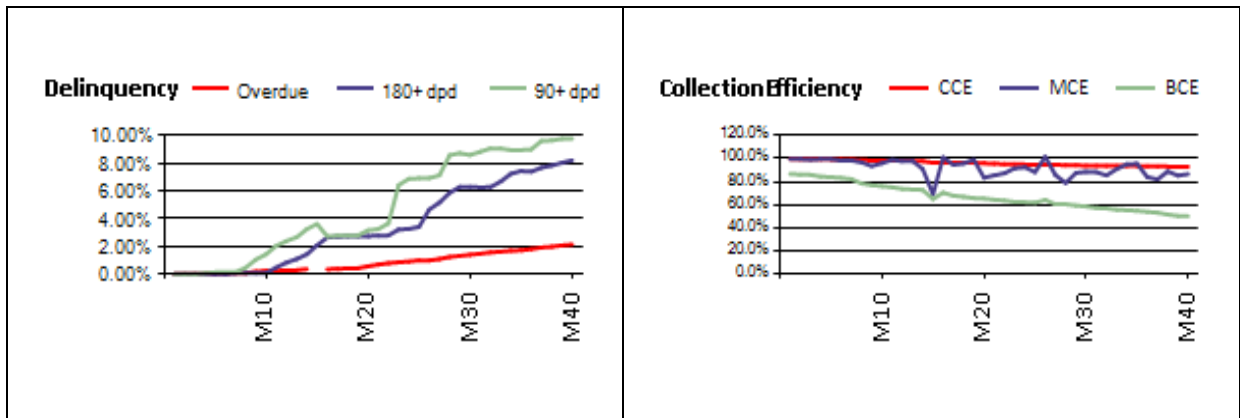 Delinquency Overdue 180+ dpd 90+ dpd
10.00%
8.00%
6.00%
4.00%
2.00%
0.00%
M10
M20
M30
M40
Collection Efficiency CCE MCE BCE
120.0%
100.0%
80.0%
60.0%
40.0%
20.0%
0.0%
M10
M20
M30
M40